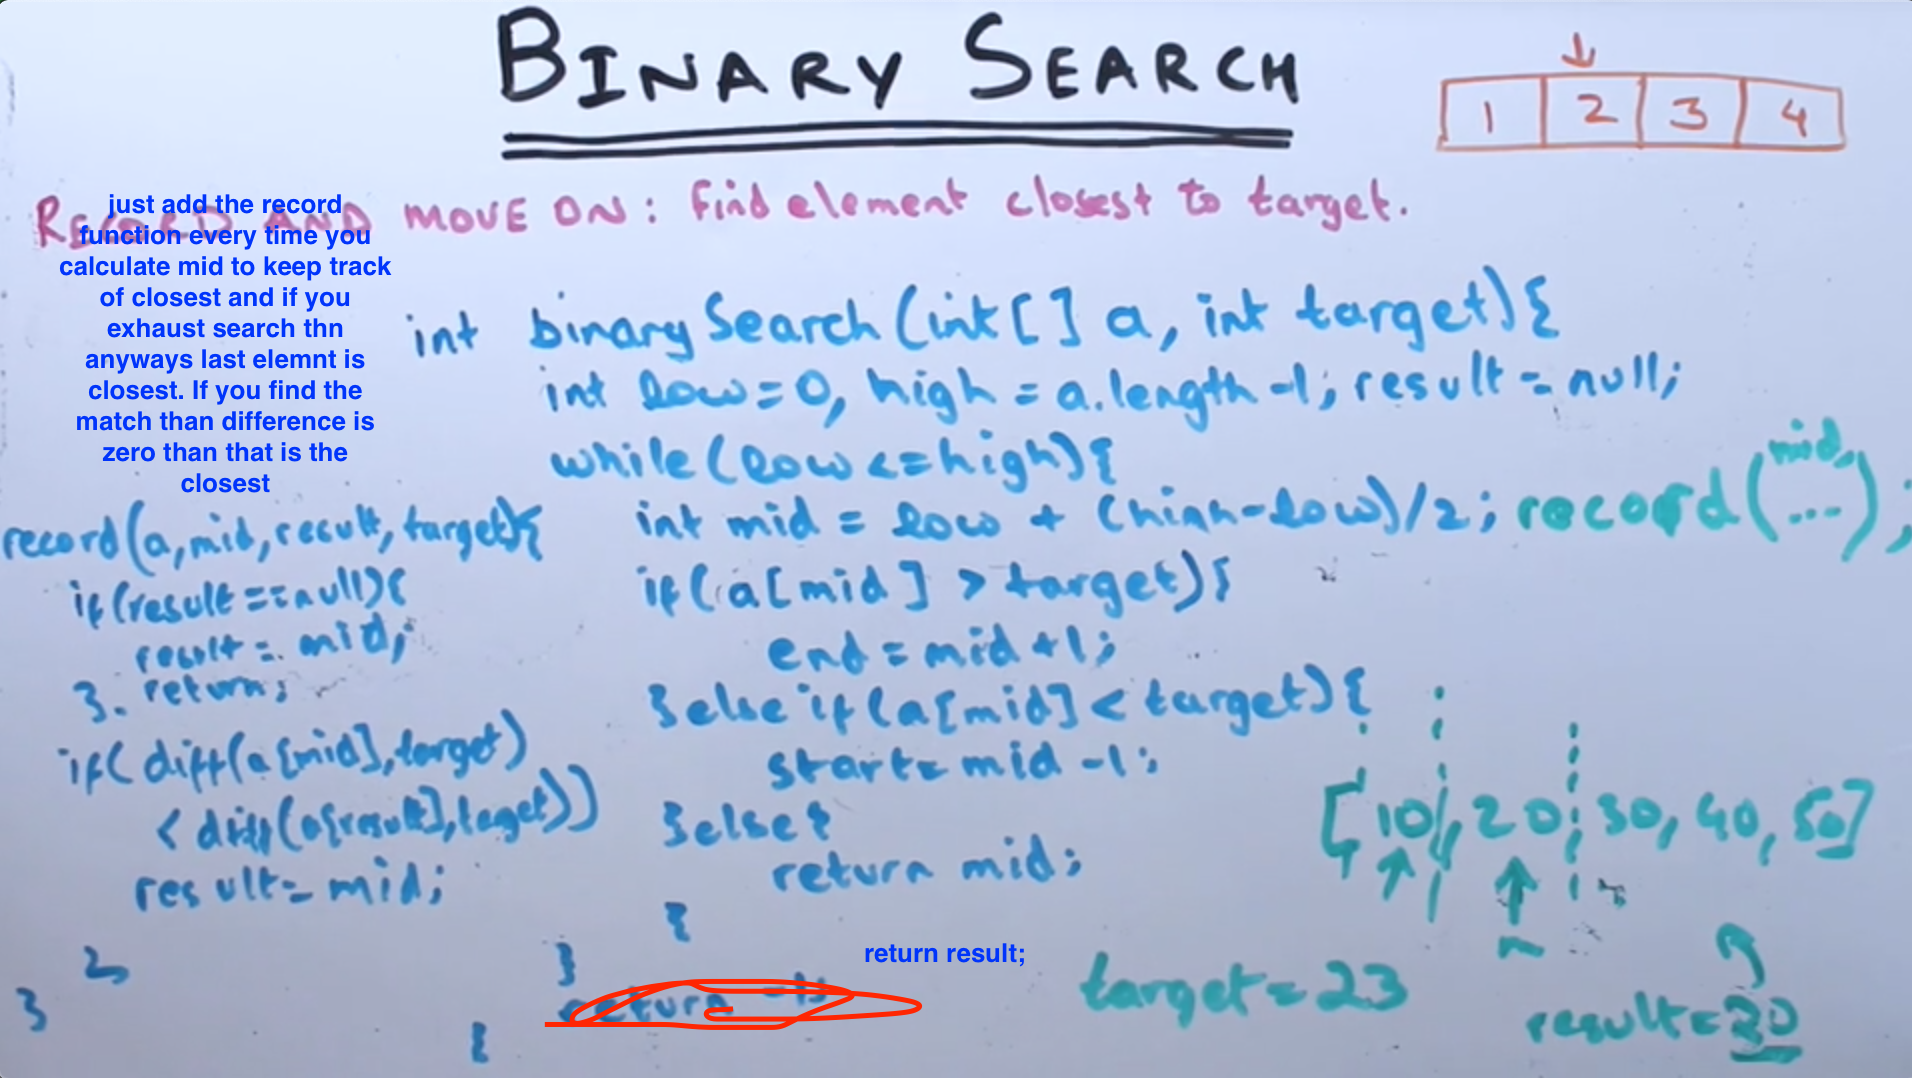 BINARY SEARCH
1 2 3 4
RECORD AND MOVE ON: Find element closest to target.
just add the record
function every time you
calculate mid to keep track
of closest and if you
exhaust search thn
anyways last elemnt is
closest. If you find the
match than difference is
zero than that is the
closest
record(a,mid,result,target){
if(result==null){
result=mid;
}. return;
if(diff(a[mid],target)
<diff(a[result],target))
result=mid;
}
}
int binarySearch(int[] a, int target){
int low=0, high=a.length-1; result=null;
while(low<=high){
int mid = low + (high-low)/2; record(mid,...);
if(a[mid] > target){
end=mid+1;
}else if(a[mid] < target){
start=mid-1;
}else{
return mid;
{
}
return result;
return -1;
{
[10, 20, 30, 40, 50]
target=23
result=20